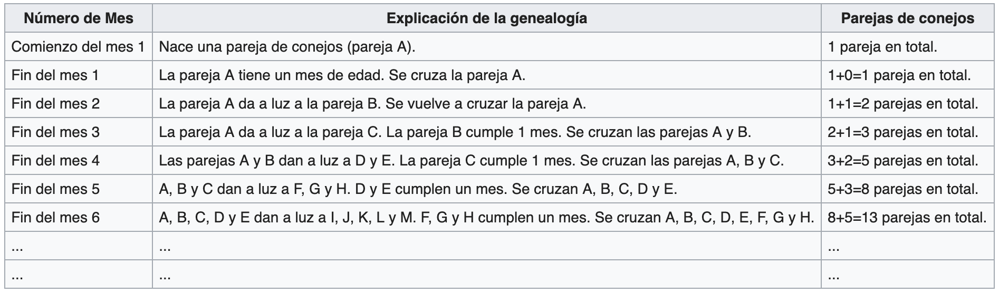 Número de Mes Explicación de la genealogía Parejas de conejos
Comienzo del mes 1 Nace una pareja de conejos (pareja A). 1 pareja en total.
Fin del mes 1 La pareja A tiene un mes de edad. Se cruza la pareja A. 1+0=1 pareja en total.
Fin del mes 2 La pareja A da a luz a la pareja B. Se vuelve a cruzar la pareja A. 1+1=2 parejas en total.
Fin del mes 3 La pareja A da a luz a la pareja C. La pareja B cumple 1 mes. Se cruzan las parejas A y B. 2+1=3 parejas en total.
Fin del mes 4 Las parejas A y B dan a luz a D y E. La pareja C cumple 1 mes. Se cruzan las parejas A, B y C. 3+2=5 parejas en total.
Fin del mes 5 A, B y C dan a luz a F, G y H. D y E cumplen un mes. Se cruzan A, B, C, D y E. 5+3=8 parejas en total.
Fin del mes 6 A, B, C, D y E dan a luz a I, J, K, L y M. F, G y H cumplen un mes. Se cruzan A, B, C, D, E, F, G y H. 8+5=13 parejas en total.
... ... ...
... ... ...